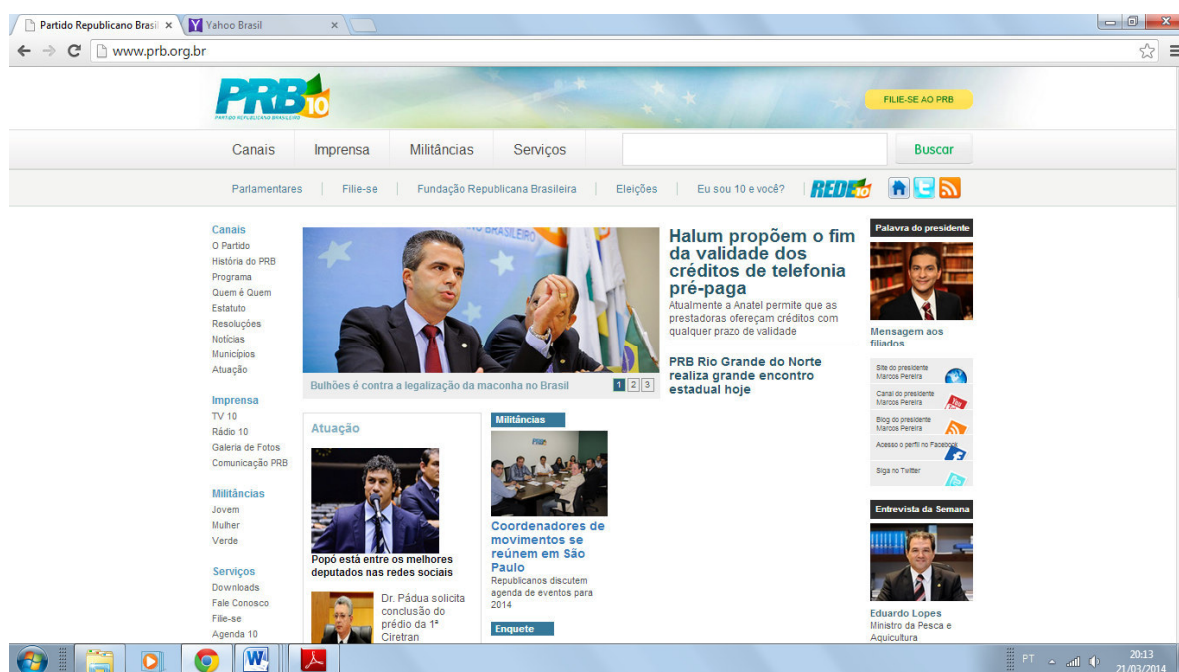 Partido Republicano Brasil
Yahoo Brasil
www.prb.org.br
PRB 10
PARTIDO REPUBLICANO BRASILEIRO
FILIE-SE AO PRB
Canais
Imprensa
Militâncias
Serviços
Buscar
Parlamentares
Filie-se
Fundação Republicana Brasileira
Eleições
Eu sou 10 e você?
REDE 10
Canais
O Partido
História do PRB
Programa
Quem é Quem
Estatuto
Resoluções
Notícias
Municípios
Atuação
Imprensa
TV 10
Rádio 10
Galeria de Fotos
Comunicação PRB
Militâncias
Jovem
Mulher
Verde
Serviços
Downloads
Fale Conosco
Filie-se
Agenda 10
BRASILEIRO
Bulhões é contra a legalização da maconha no Brasil
1 2 3
Halum propõem o fim
da validade dos
créditos de telefonia
pré-paga
Atualmente a Anatel permite que as
prestadoras ofereçam créditos com
qualquer prazo de validade
PRB Rio Grande do Norte
realiza grande encontro
estadual hoje
Atuação
Popó está entre os melhores
deputados nas redes sociais
Dr. Pádua solicita
conclusão do
prédio da 1ª
Ciretran
Militâncias
PRB
Coordenadores de
movimentos se
reúnem em São
Paulo
Republicanos discutem
agenda de eventos para
2014
Enquete
Palavra do presidente
Mensagem aos
filiados
Site do presidente
Marcos Pereira
Canal do presidente
Marcos Pereira
You
Blog do presidente
Marcos Pereira
Acesso o perfil no Facebook
Siga no Twitter
Entrevista da Semana
Eduardo Lopes
Ministro da Pesca e
Aquicultura
PT
20:13
21/03/2014